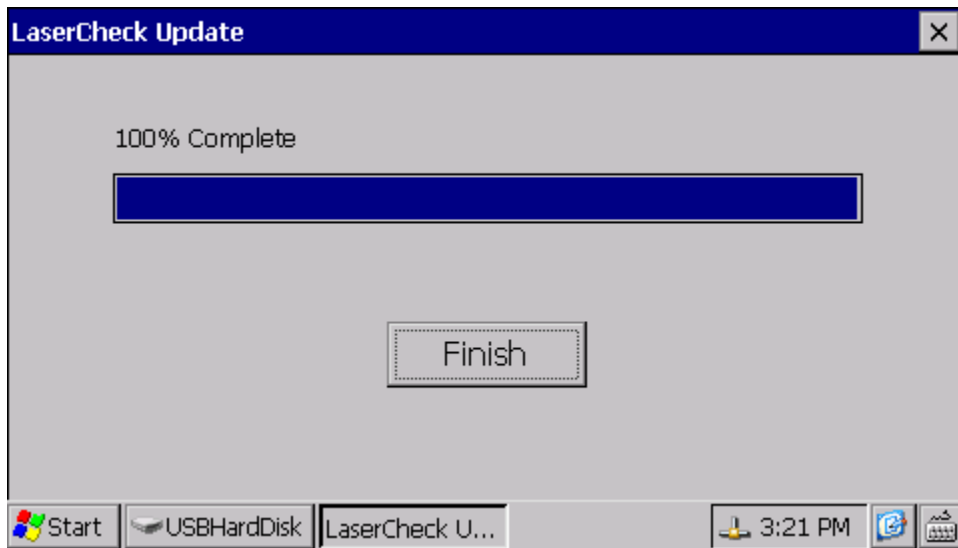 LaserCheck Update
100% Complete
Finish
Start
USBHardDisk
LaserCheck U...
3:21 PM